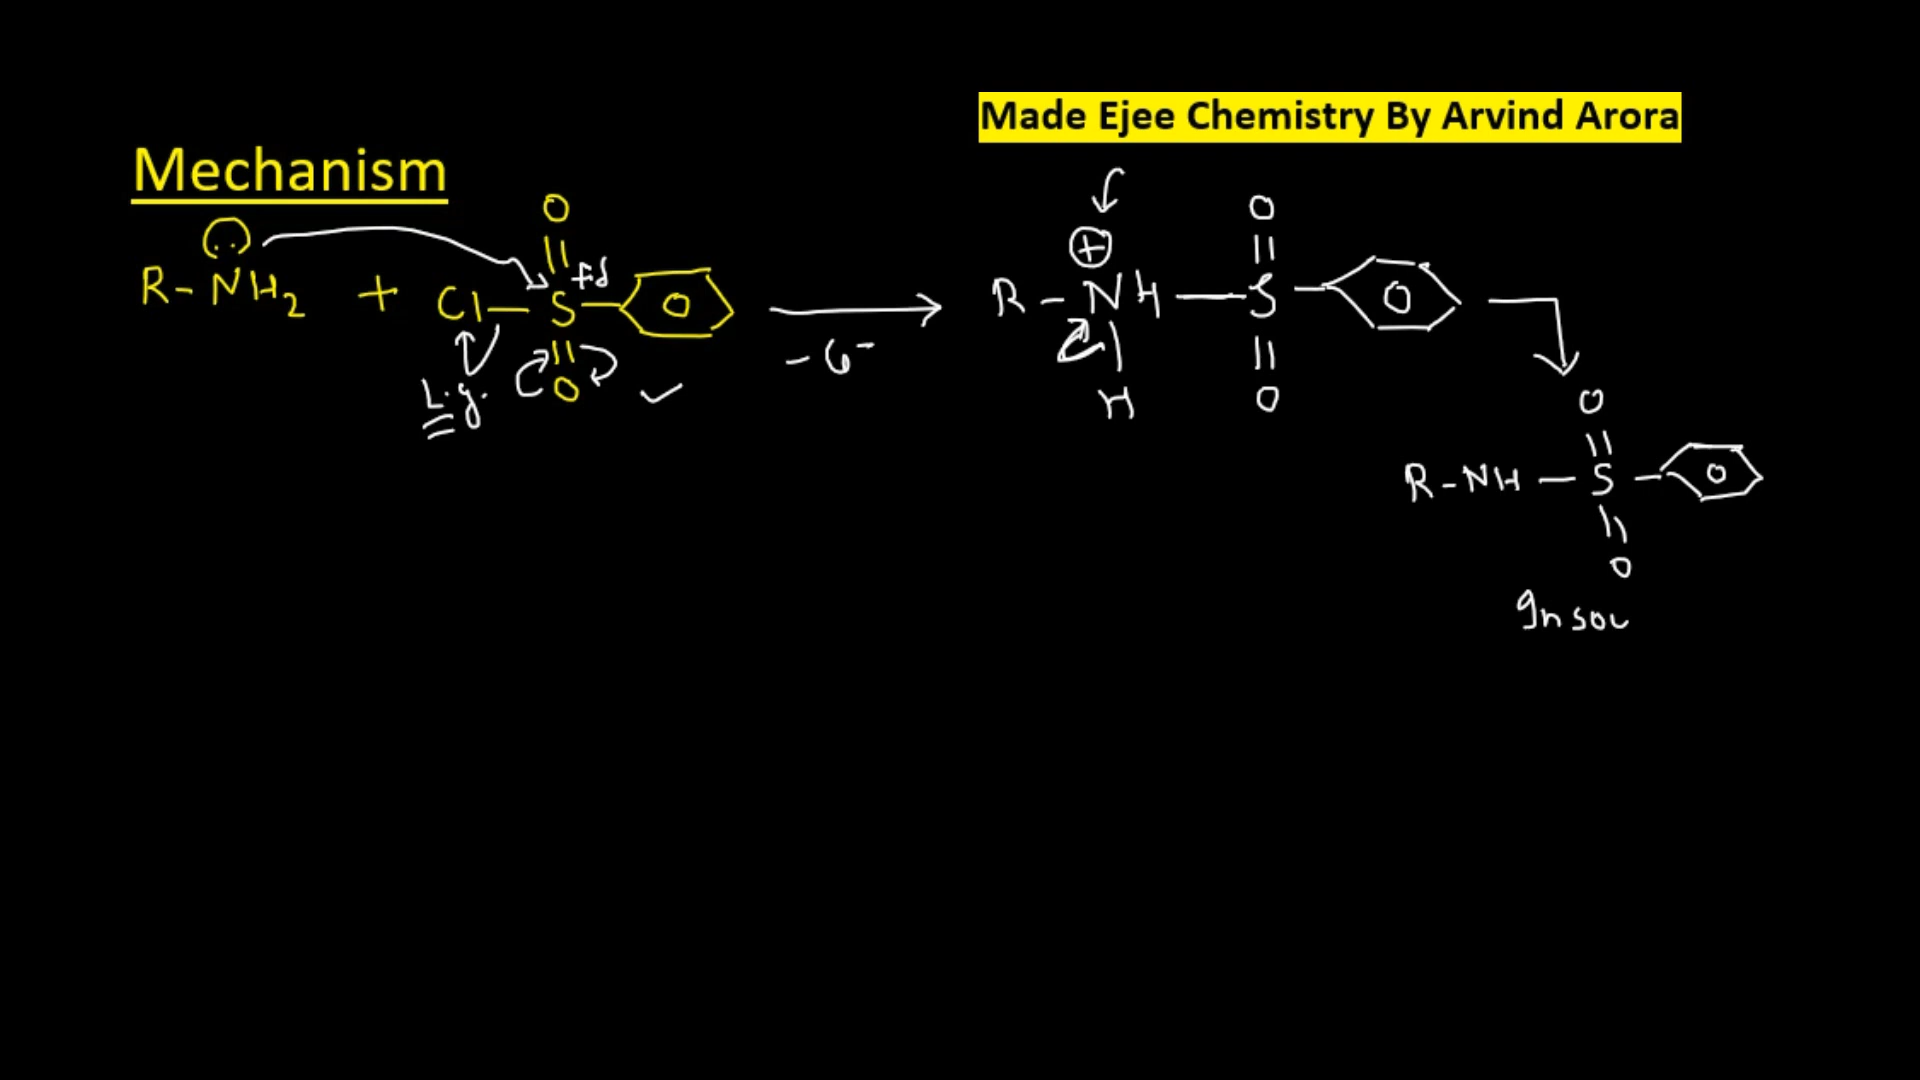 Made Ejee Chemistry By Arvind Arora
Mechanism
R-NH2 + Cl-S-
O
O
+δ
L.g.
-Cl-
R-NH-S-
+
H
O
O
R-NH-S-
O
O
Insol